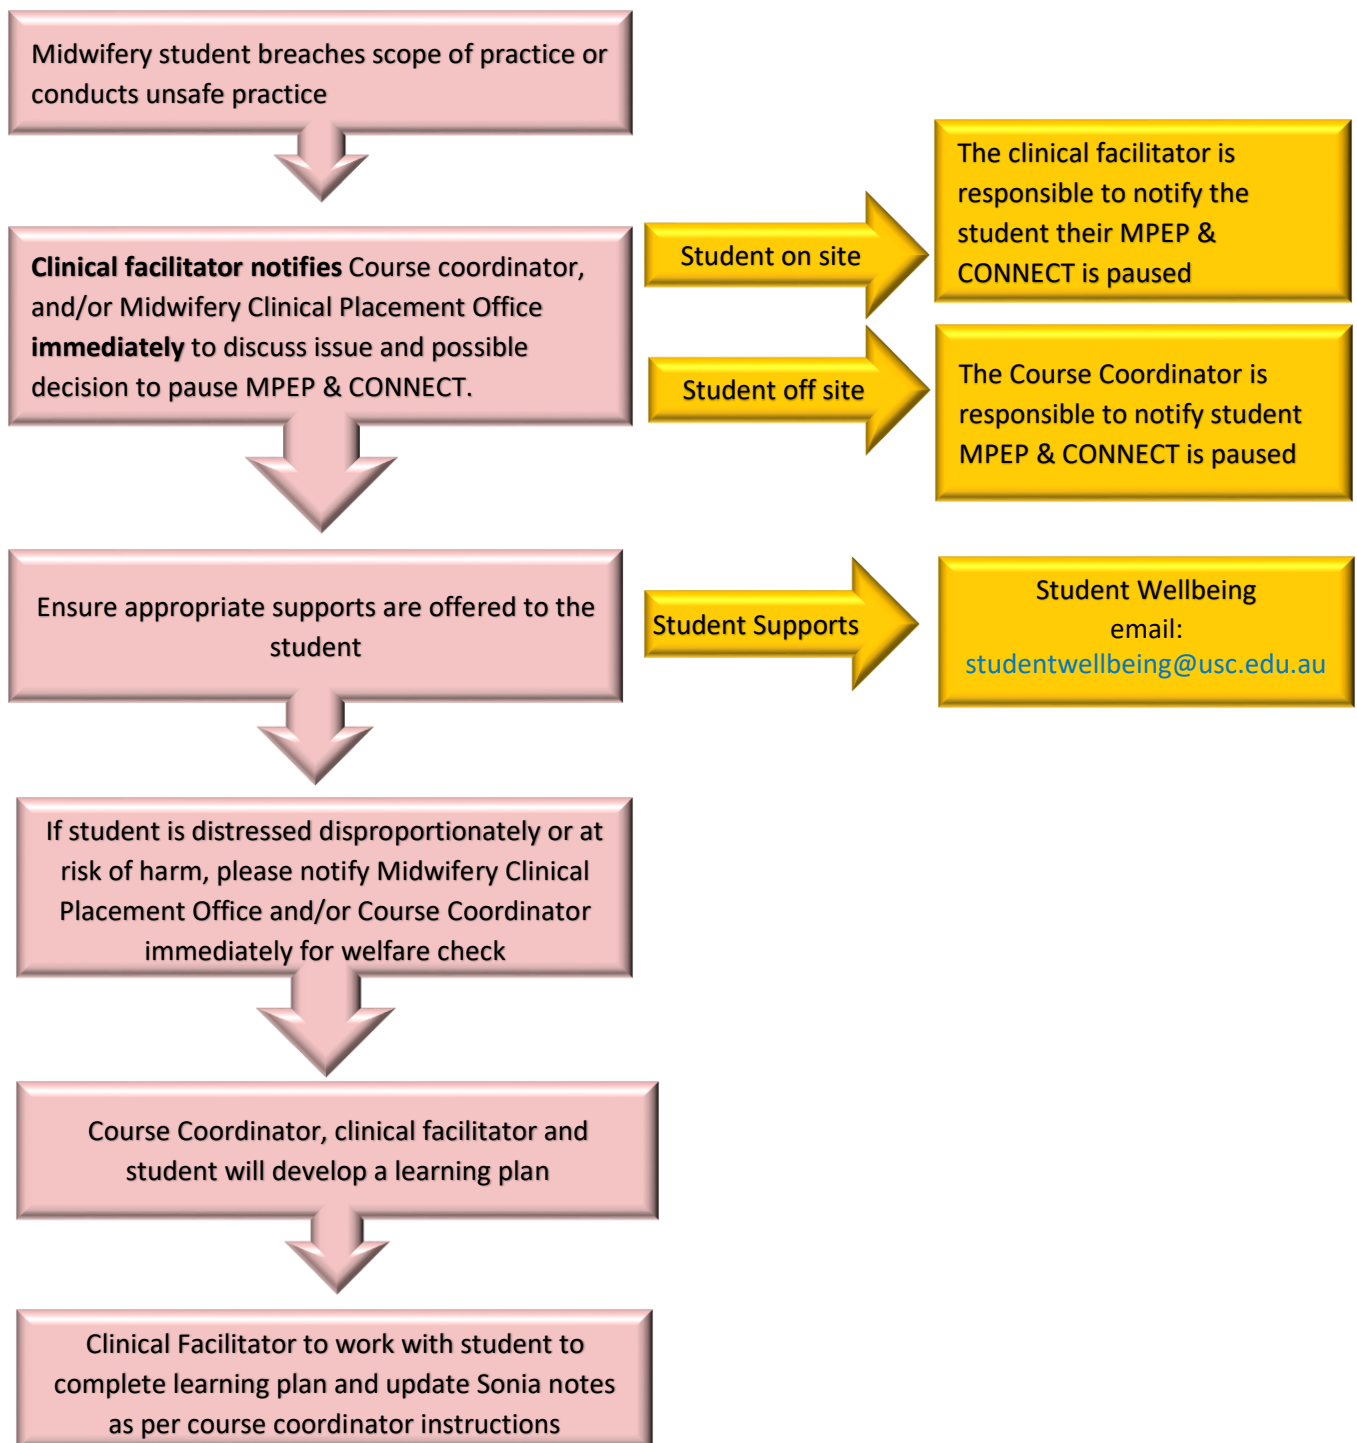 Midwifery student breaches scope of practice or
conducts unsafe practice
Clinical facilitator notifies Course coordinator,
and/or Midwifery Clinical Placement Office
immediately to discuss issue and possible
decision to pause MPEP & CONNECT.
Student on site
The clinical facilitator is
responsible to notify the
student their MPEP &
CONNECT is paused
Student off site
The Course Coordinator is
responsible to notify student
MPEP & CONNECT is paused
Ensure appropriate supports are offered to the
student
Student Supports
Student Wellbeing
email:
studentwellbeing@usc.edu.au
If student is distressed disproportionately or at
risk of harm, please notify Midwifery Clinical
Placement Office and/or Course Coordinator
immediately for welfare check
Course Coordinator, clinical facilitator and
student will develop a learning plan
Clinical Facilitator to work with student to
complete learning plan and update Sonia notes
as per course coordinator instructions